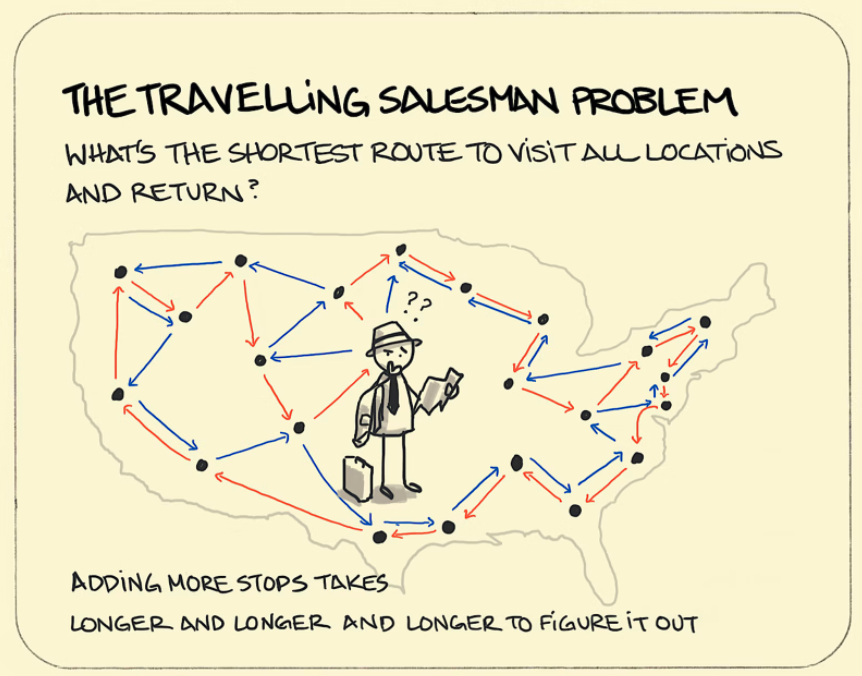 THE TRAVELLiNG SALESMAN PROBLEM
WHAT'S THE SHORTEST ROUTE TO ViSiT ALL LOCATiONS
AND RETURN?
??
ADDiNG MORE STOPS TAKES
LONGER AND LONGER AND LONGER TO FiGURE iT OUT